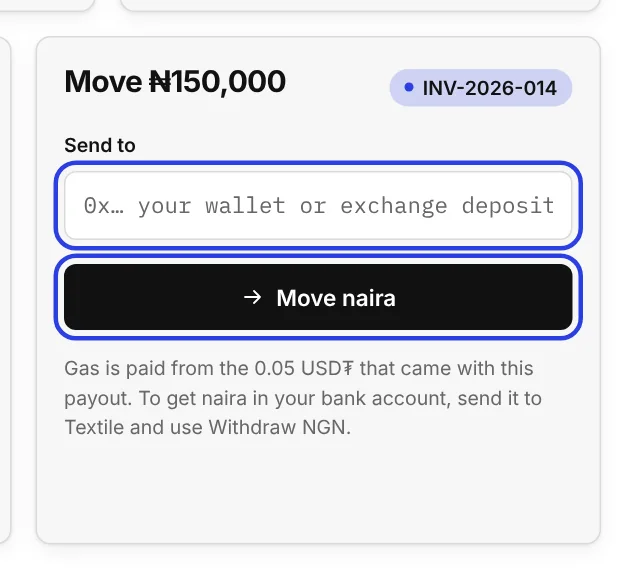 Move ₦150,000
INV-2026-014
Send to
0x… your wallet or exchange deposit
→ Move naira
Gas is paid from the 0.05 USD₮ that came with this
payout. To get naira in your bank account, send it to
Textile and use Withdraw NGN.